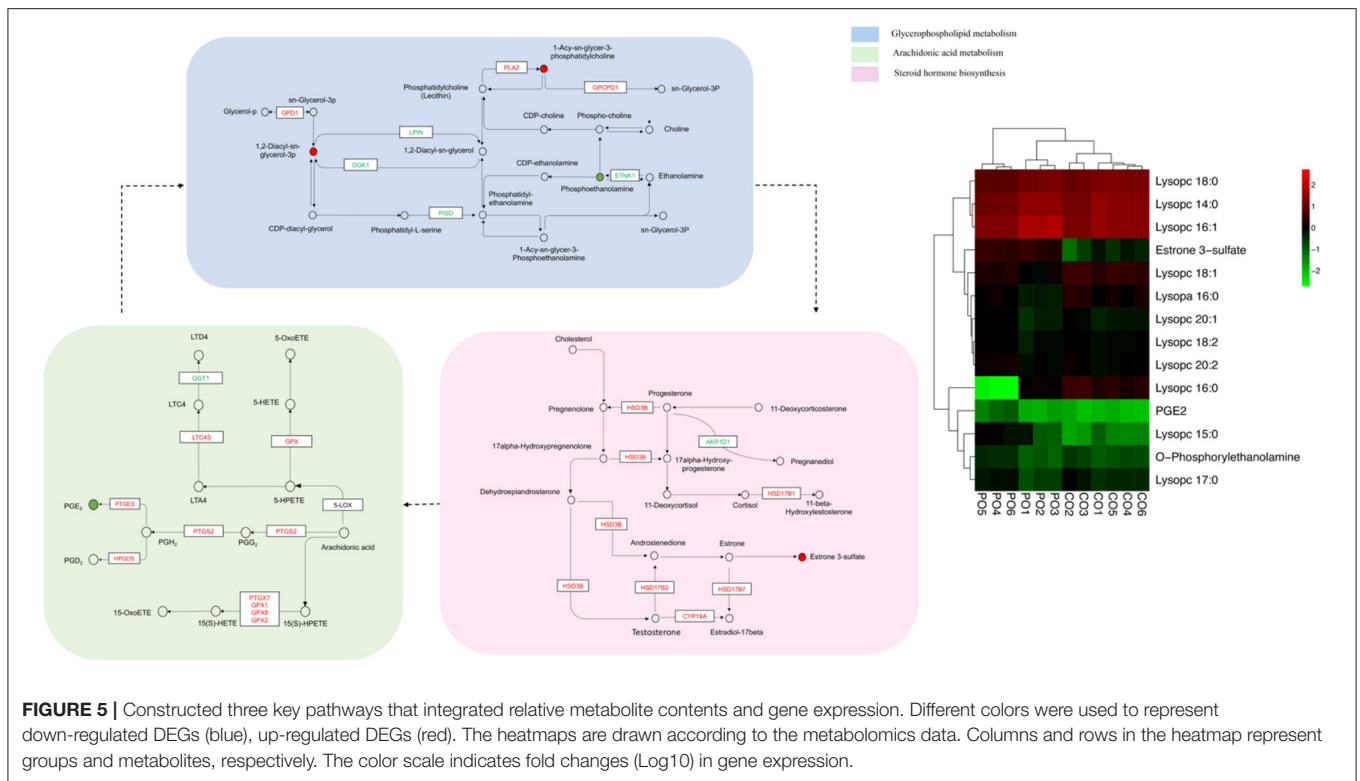 Glycerophospholipid metabolism
Arachidonic acid metabolism
Steroid hormone biosynthesis
1-Acy-sn-glycer-3-
phosphatidylcholine
PLA2
Phosphatidylcholine
(Lecithin)
GPCPD1
sn-Glycerol-3P
sn-Glycerol-3p
Glycerol-p
GPD1
CDP-choline
Phospho-choline
Choline
LPIN
1,2-Diacyl-sn-
glycerol-3p
1,2-Diacyl-sn-glycerol
DGK1
CDP-ethanolamine
ETNK1
Ethanolamine
Phosphoethanolamine
Phosphatidyl-
ethanolamine
PISD
CDP-diacyl-glycerol
Phosphatidyl-L-serine
sn-Glycerol-3P
1-Acy-sn-glycer-3-
Phosphoethanolamine
LTD4
5-OxoETE
GGT1
LTC4
5-HETE
LTC4S
GPX
LTA4
5-HPETE
5-LOX
PGE2
PTGES
PTGS2
PTGS2
Arachidonic acid
PGH2
PGG2
PGD2
HPGDS
PTGX7
GPX1
GPX8
GPX2
15-OxoETE
15(S)-HETE
15(S)-HPETE
Cholesterol
Progesterone
Pregnenolone
HSD3B
11-Deoxycorticosterone
AKR1D1
17alpha-Hydroxypregnenolone
HSD3B
17alpha-Hydroxy-
progesterone
Pregnanediol
Dehydroepiandrosterone
HSD17B1
11-Deoxycortisol
Cortisol
11-beta-
Hydroxytestosterone
HSD3B
Androstenedione
Estrone
Estrone 3-sulfate
HSD3B
HSD17B2
HSD17B7
CYP19A
Testosterone
Estradiol-17beta
Lysopc 18:0
Lysopc 14:0
Lysopc 16:1
Estrone 3−sulfate
Lysopc 18:1
Lysopa 16:0
Lysopc 20:1
Lysopc 18:2
Lysopc 20:2
Lysopc 16:0
PGE2
Lysopc 15:0
O−Phosphorylethanolamine
Lysopc 17:0
2
1
0
−1
−2
PO5
PO4
PO6
PO1
PO2
PO3
CO2
CO3
CO1
CO5
CO4
CO6
FIGURE 5 | Constructed three key pathways that integrated relative metabolite contents and gene expression. Different colors were used to represent
down-regulated DEGs (blue), up-regulated DEGs (red). The heatmaps are drawn according to the metabolomics data. Columns and rows in the heatmap represent
groups and metabolites, respectively. The color scale indicates fold changes (Log10) in gene expression.